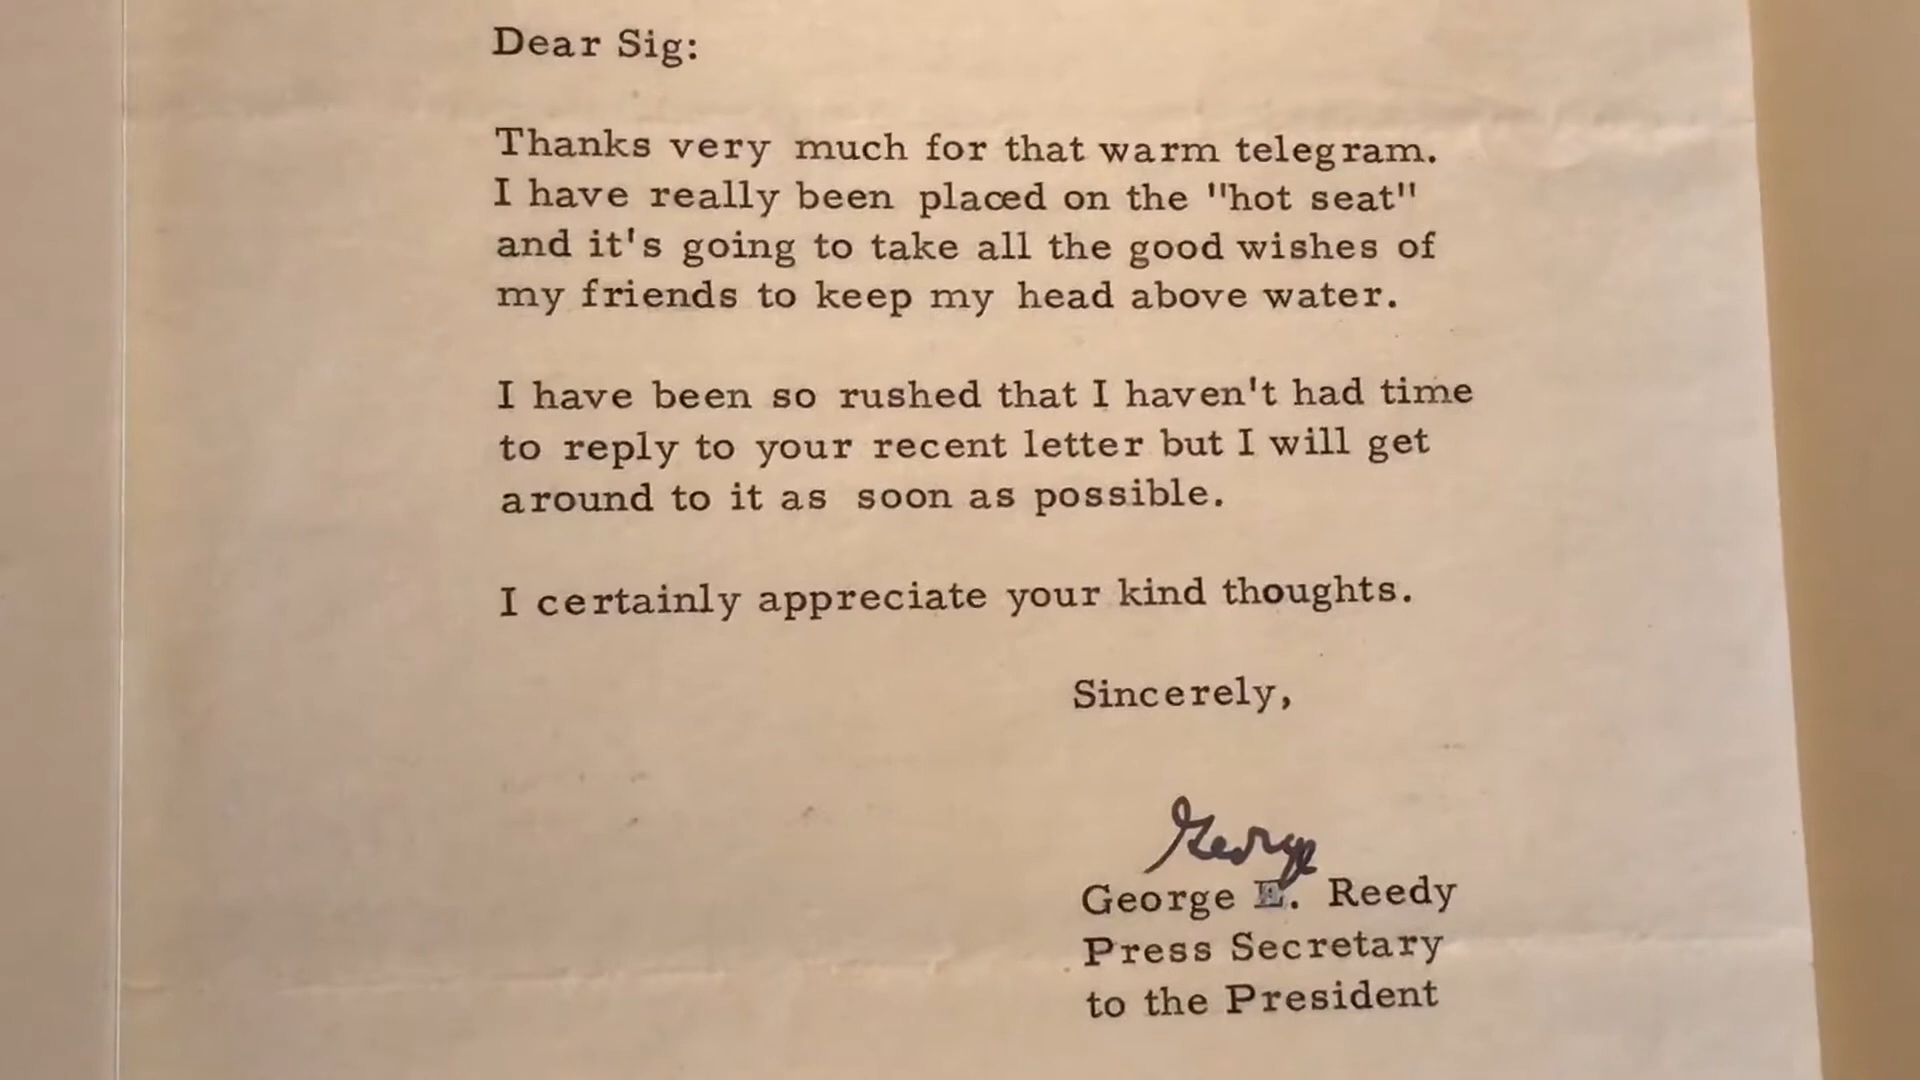 Dear Sig:
Thanks very much for that warm telegram.
I have really been placed on the "hot seat"
and it's going to take all the good wishes of
my friends to keep my head above water.
I have been so rushed that I haven't had time
to reply to your recent letter but I will get
around to it as soon as possible.
I certainly appreciate your kind thoughts.
Sincerely,
George
George E. Reedy
Press Secretary
to the President